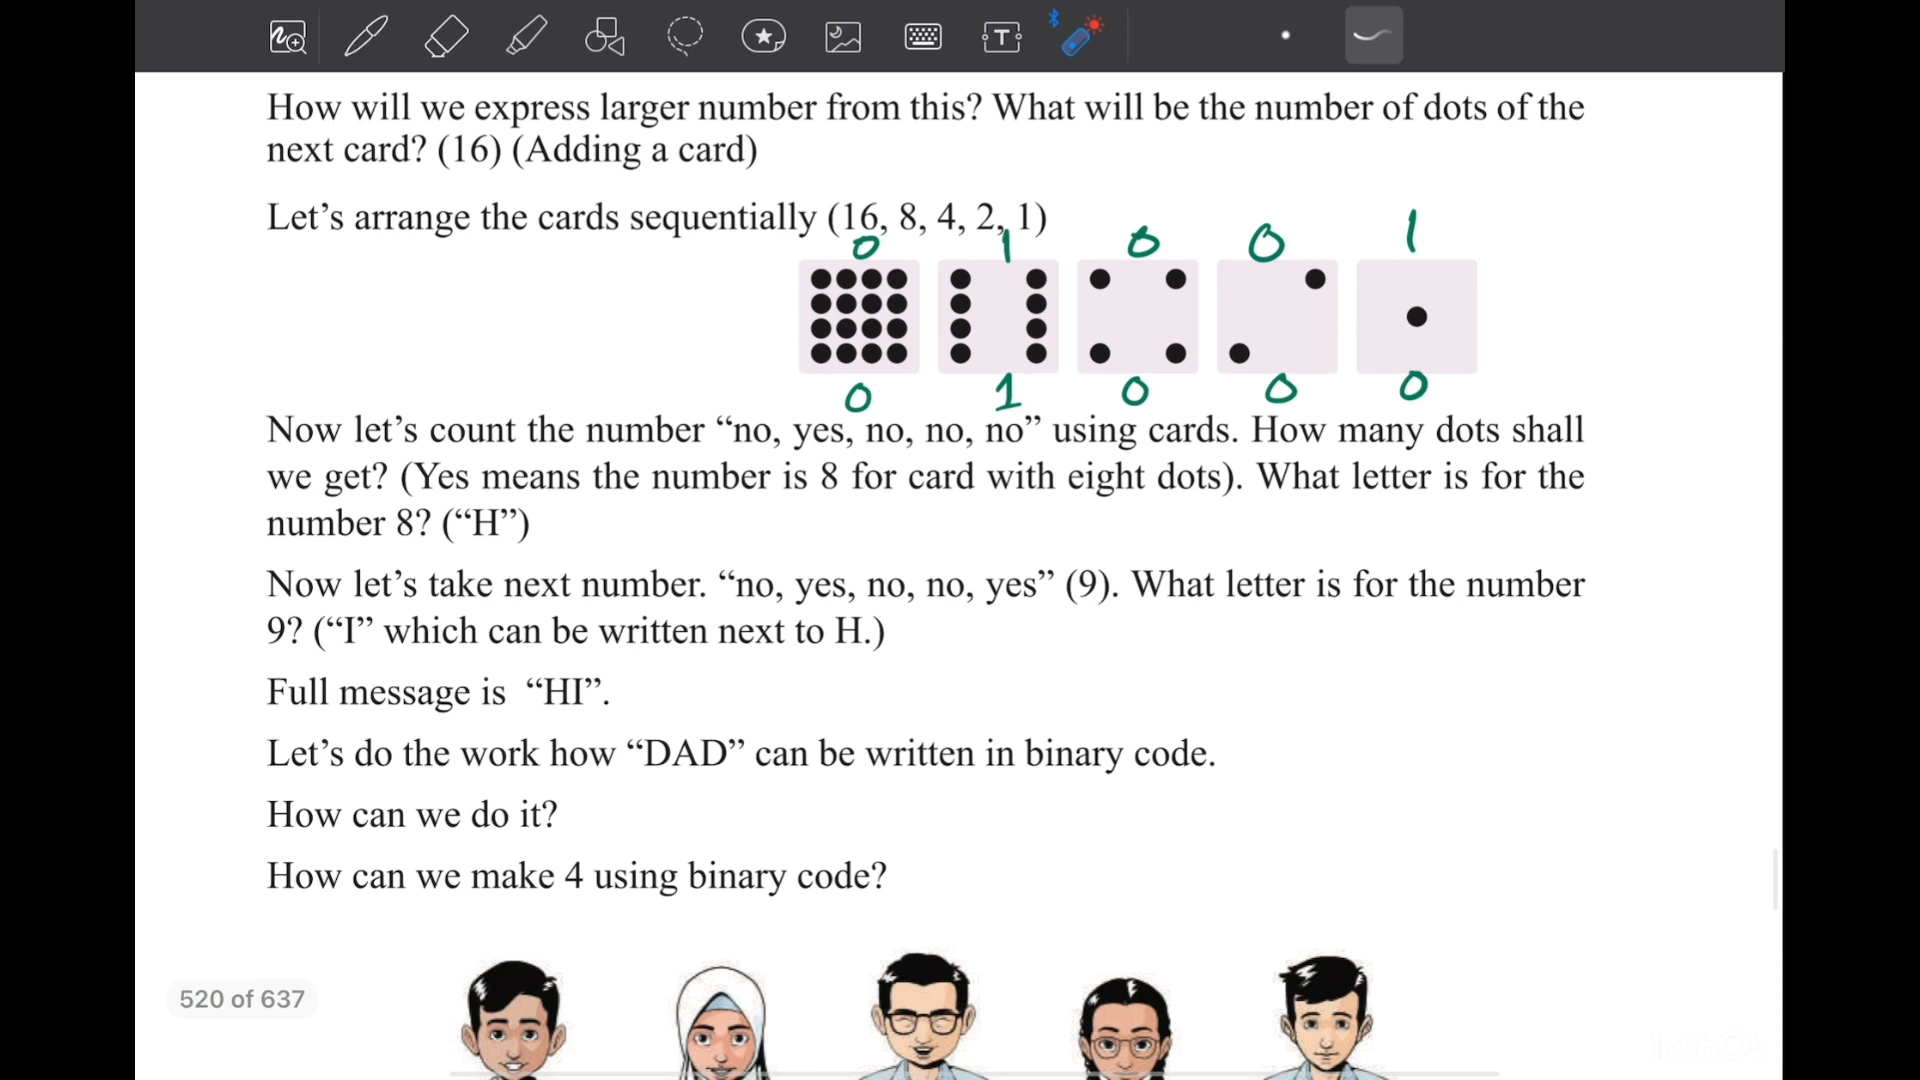 How will we express larger number from this? What will be the number of dots of the
next card? (16) (Adding a card)
Let’s arrange the cards sequentially (16, 8, 4, 2, 1)
0 1 0 0 1
0 1 0 0 0
Now let’s count the number “no, yes, no, no, no” using cards. How many dots shall
we get? (Yes means the number is 8 for card with eight dots). What letter is for the
number 8? (“H”)
Now let’s take next number. “no, yes, no, no, yes” (9). What letter is for the number
9? (“I” which can be written next to H.)
Full message is “HI”.
Let’s do the work how “DAD” can be written in binary code.
How can we do it?
How can we make 4 using binary code?
520 of 637